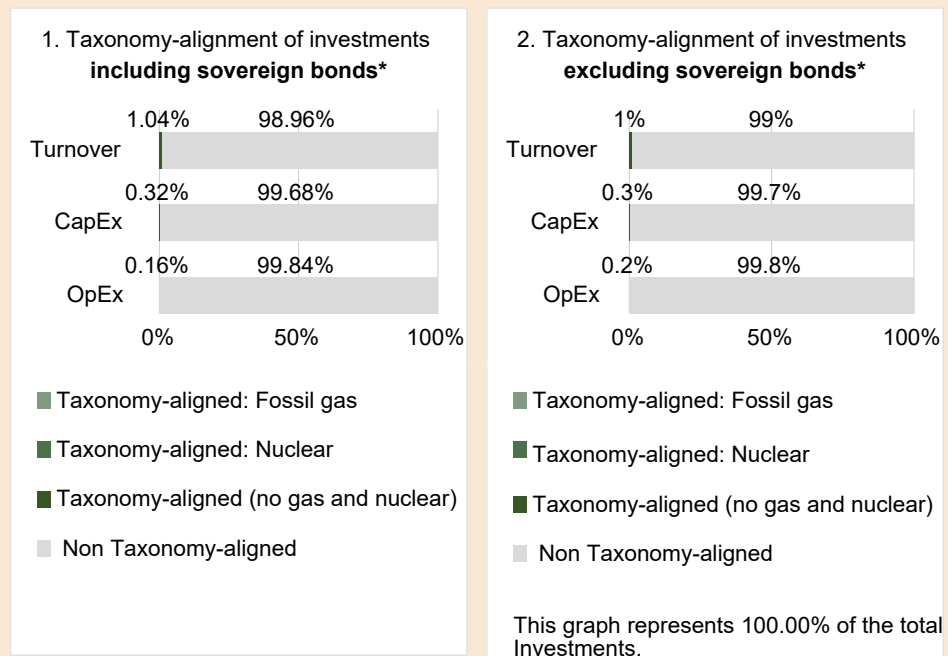 1. Taxonomy-alignment of investments
including sovereign bonds*
1.04% 98.96%
Turnover
0.32% 99.68%
CapEx
0.16% 99.84%
OpEx
0% 50% 100%
Taxonomy-aligned: Fossil gas
Taxonomy-aligned: Nuclear
Taxonomy-aligned (no gas and nuclear)
Non Taxonomy-aligned
2. Taxonomy-alignment of investments
excluding sovereign bonds*
1% 99%
Turnover
0.3% 99.7%
CapEx
0.2% 99.8%
OpEx
0% 50% 100%
Taxonomy-aligned: Fossil gas
Taxonomy-aligned: Nuclear
Taxonomy-aligned (no gas and nuclear)
Non Taxonomy-aligned
This graph represents 100.00% of the total
Investments.